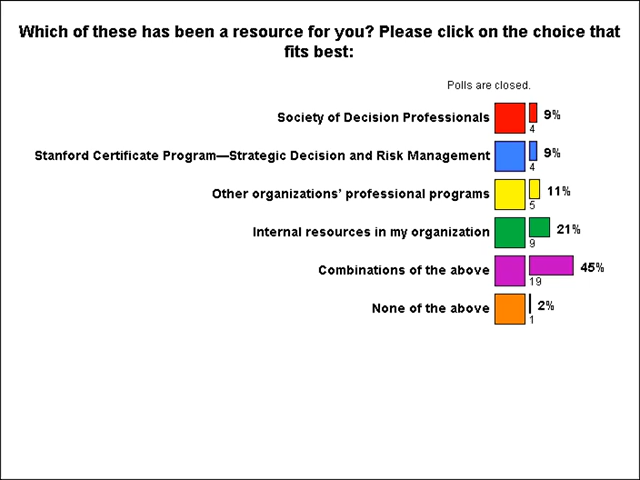 Which of these has been a resource for you? Please click on the choice that
fits best:
Polls are closed.
Society of Decision Professionals 9%
4
Stanford Certificate Program—Strategic Decision and Risk Management 9%
4
Other organizations' professional programs 11%
5
Internal resources in my organization 21%
9
Combinations of the above 45%
19
None of the above 2%
1